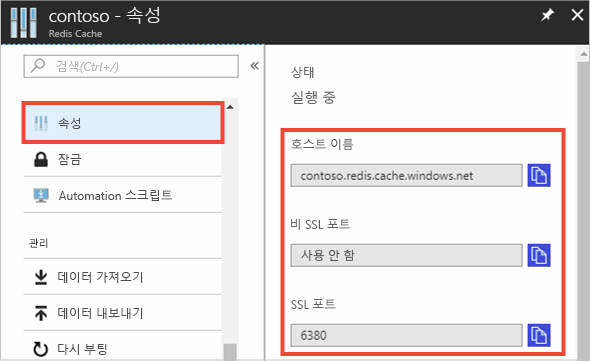 contoso - 속성
Redis Cache
검색(Ctrl+/)
속성
잠금
Automation 스크립트
관리
데이터 가져오기
데이터 내보내기
다시 부팅
상태
실행 중
호스트 이름
contoso.redis.cache.windows.net
비 SSL 포트
사용 안 함
SSL 포트
6380